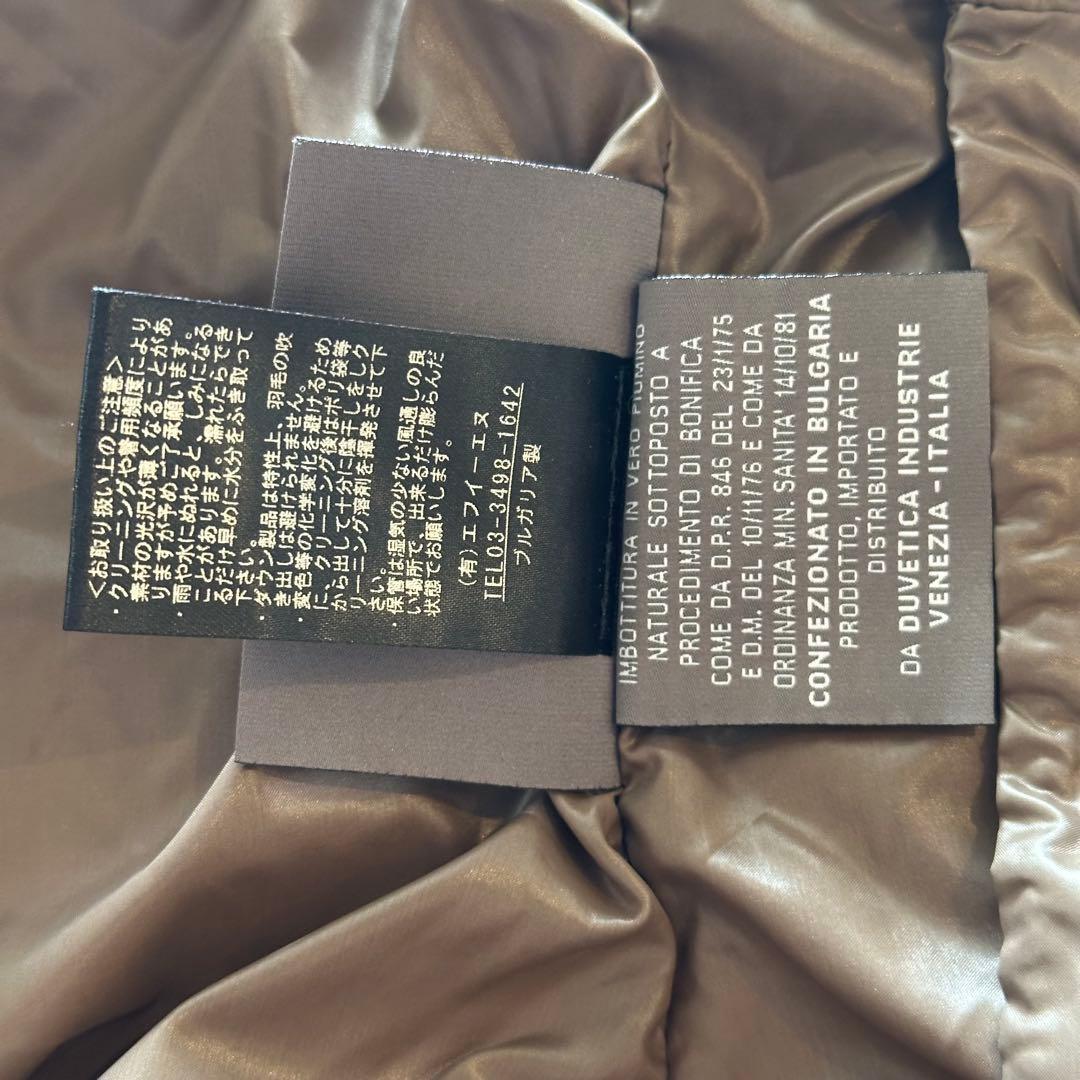 <お取り扱い上のご注意>
・クリーニングや着用頻度により
素材の光沢が薄くなることがあ
りますが予めご了承願います。
・雨や水にぬれると、しみになる
ことがあります。濡れたらでき
るだけ早めに水分をふき取って
下さい。
・ダウン製品は特性上、羽毛の吹
き出しは避けられません。
・変色等の化学変化を避けるため
に、クリーニング後はポリ袋等
から出して十分に陰干しをしク
リーニング溶剤を揮発させて下
さい。
・保管は湿気の少ない風通しの良
い場所で、出来るだけ膨らんだ
状態でお願いします。
(有)エフイーエヌ
TEL03-3498-1642
ブルガリア製
IMBOTTITURA IN VERO PIUMINO
NATURALE SOTTOPOSTO A
PROCEDIMENTO DI BONIFICA
COME DA D.P.R. 846 DEL 23/1/75
E D.M. DEL 10/11/76 E COME DA
ORDINANZA MIN. SANITA' 14/10/81
CONFEZIONATO IN BULGARIA
PRODOTTO, IMPORTATO E
DISTRIBUITO
DA DUVETICA INDUSTRIE
VENEZIA - ITALIA